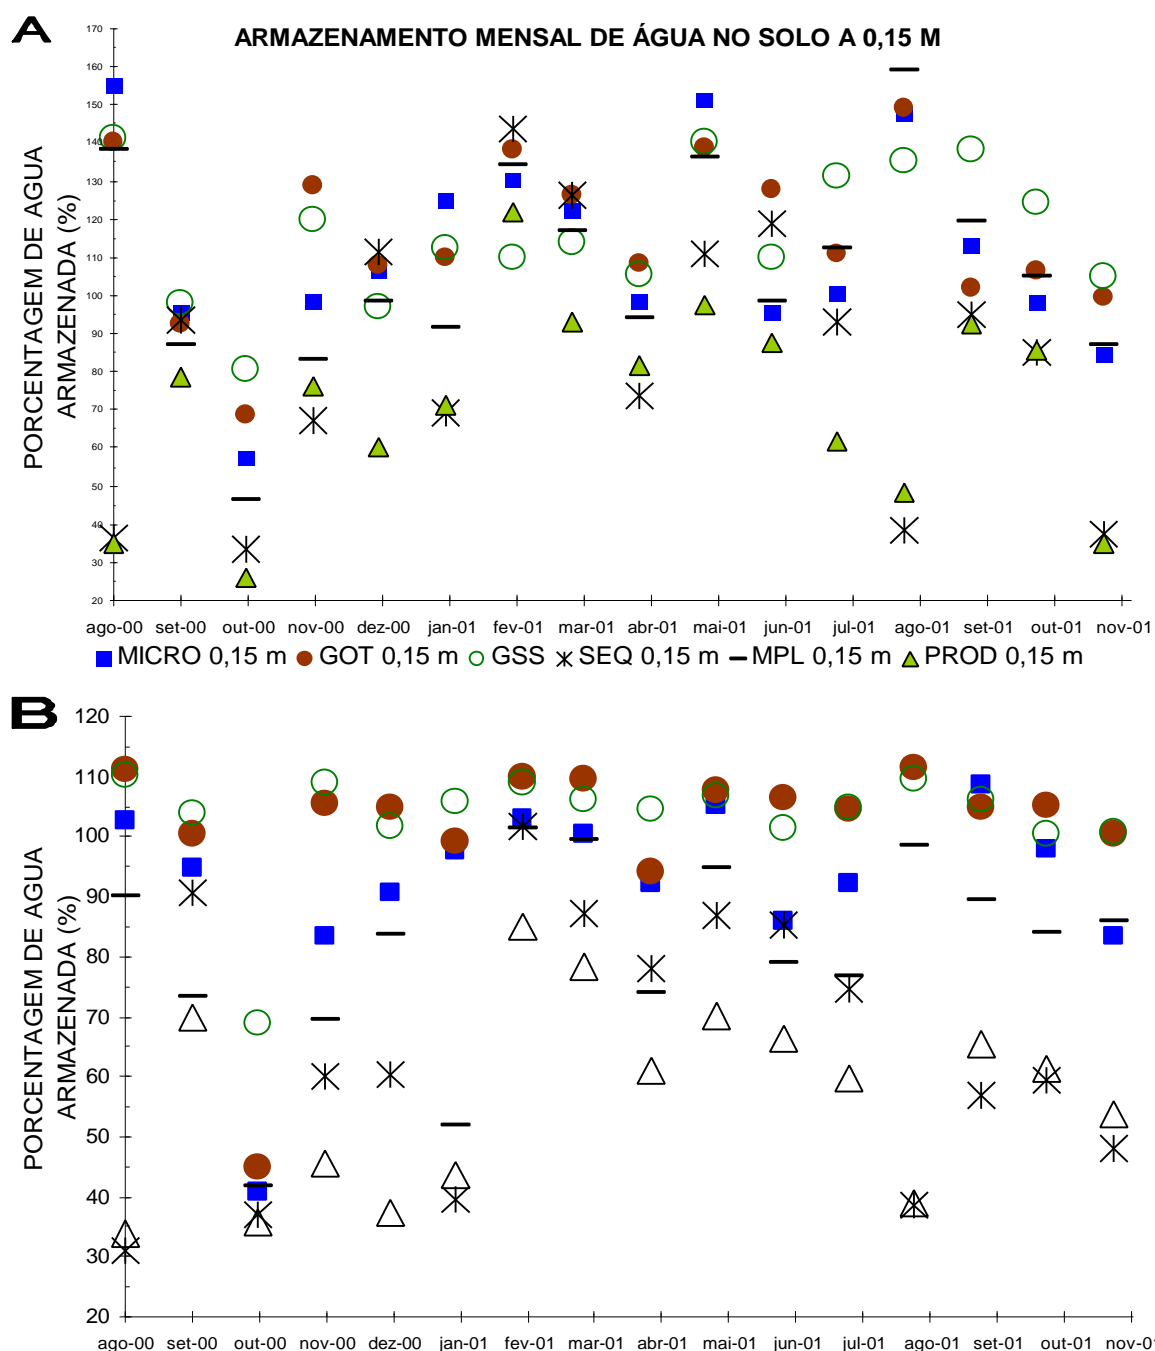 A
ARMAZENAMENTO MENSAL DE ÁGUA NO SOLO A 0,15 M
PORCENTAGEM DE AGUA
ARMAZENADA (%)
170
160
150
140
130
120
110
100
90
80
70
60
50
40
30
20
ago-00 set-00 out-00 nov-00 dez-00 jan-01 fev-01 mar-01 abr-01 mai-01 jun-01 jul-01 ago-01 set-01 out-01 nov-01
MICRO 0,15 m GOT 0,15 m GSS SEQ 0,15 m MPL 0,15 m PROD 0,15 m
B
PORCENTAGEM DE AGUA
ARMAZENADA (%)
120
110
100
90
80
70
60
50
40
30
20
ago-00 set-00 out-00 nov-00 dez-00 jan-01 fev-01 mar-01 abr-01 mai-01 jun-01 jul-01 ago-01 set-01 out-01 nov-01